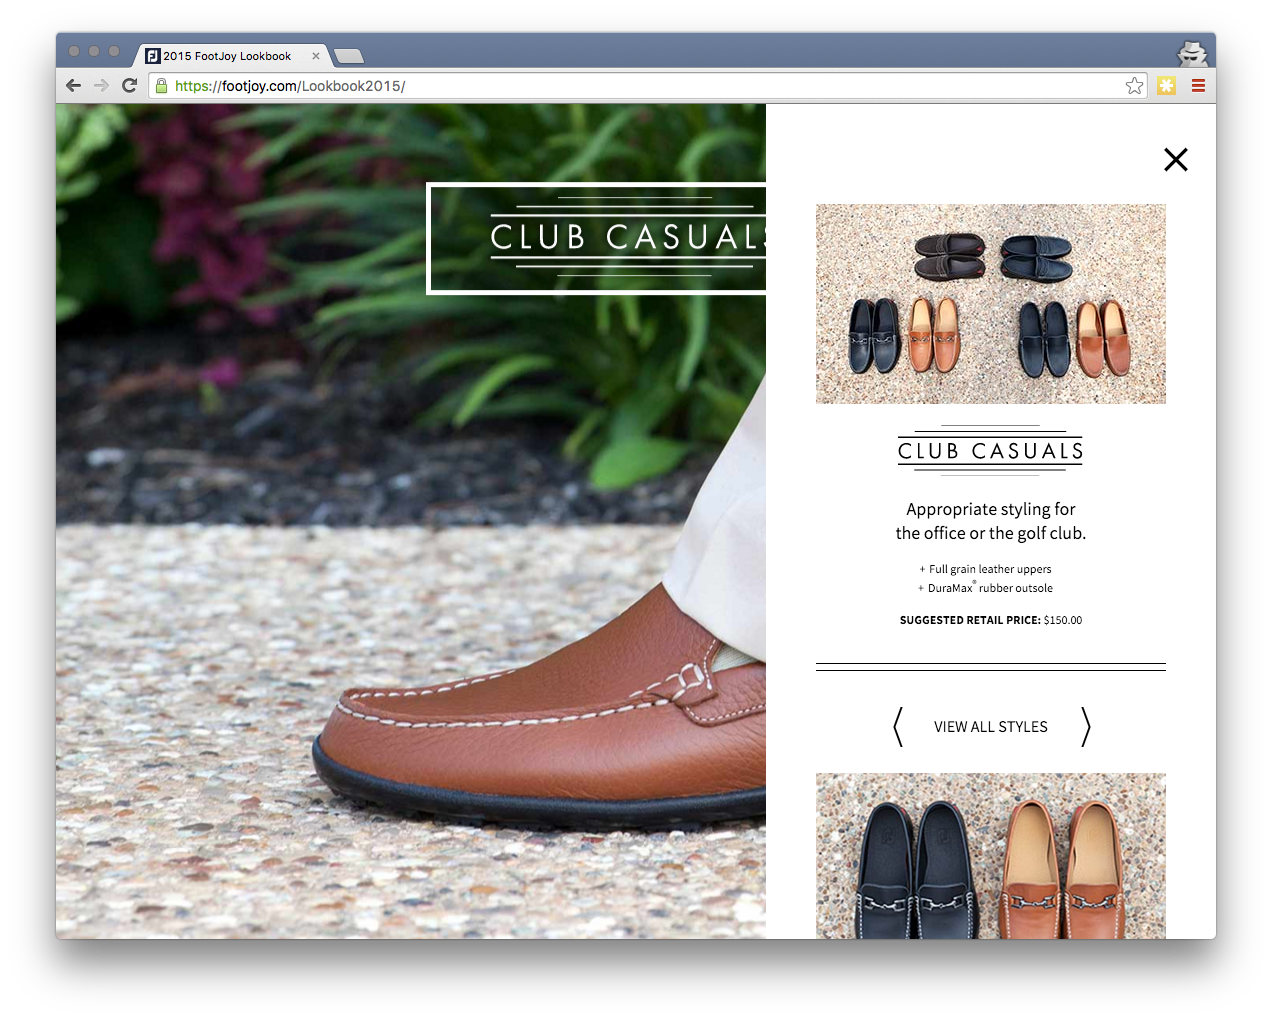 2015 FootJoy Lookbook
https://footjoy.com/Lookbook2015/
CLUB CASUALS
CLUB CASUALS
Appropriate styling for
the office or the golf club.
+ Full grain leather uppers
+ DuraMax® rubber outsole
SUGGESTED RETAIL PRICE: $150.00
VIEW ALL STYLES